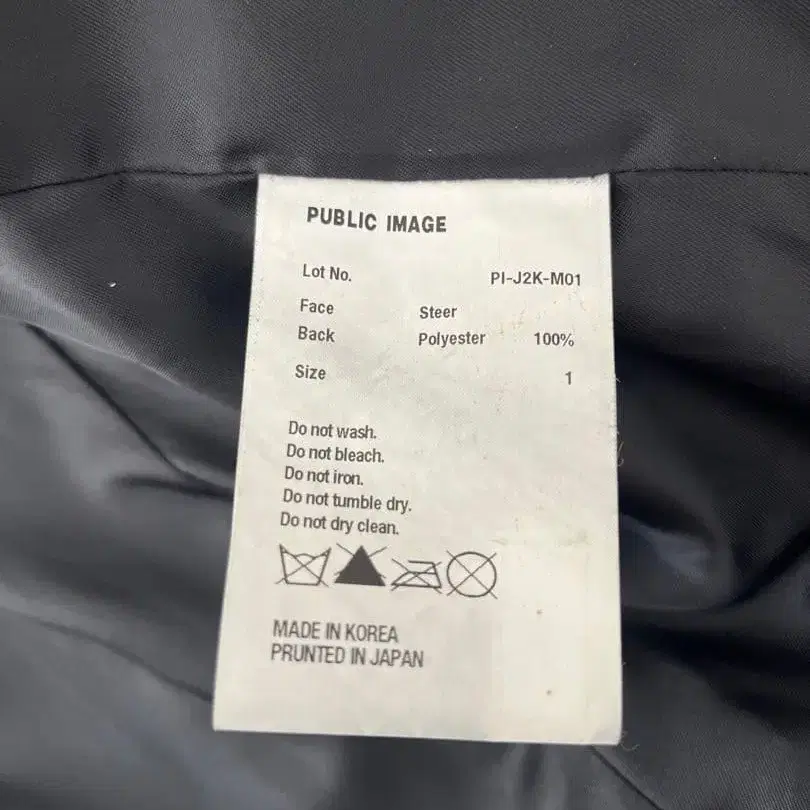 PUBLIC IMAGE
Lot No. PI-J2K-M01
Face Steer
Back Polyester 100%
Size 1
Do not wash.
Do not bleach.
Do not iron.
Do not tumble dry.
Do not dry clean.
MADE IN KOREA
PRUNTED IN JAPAN